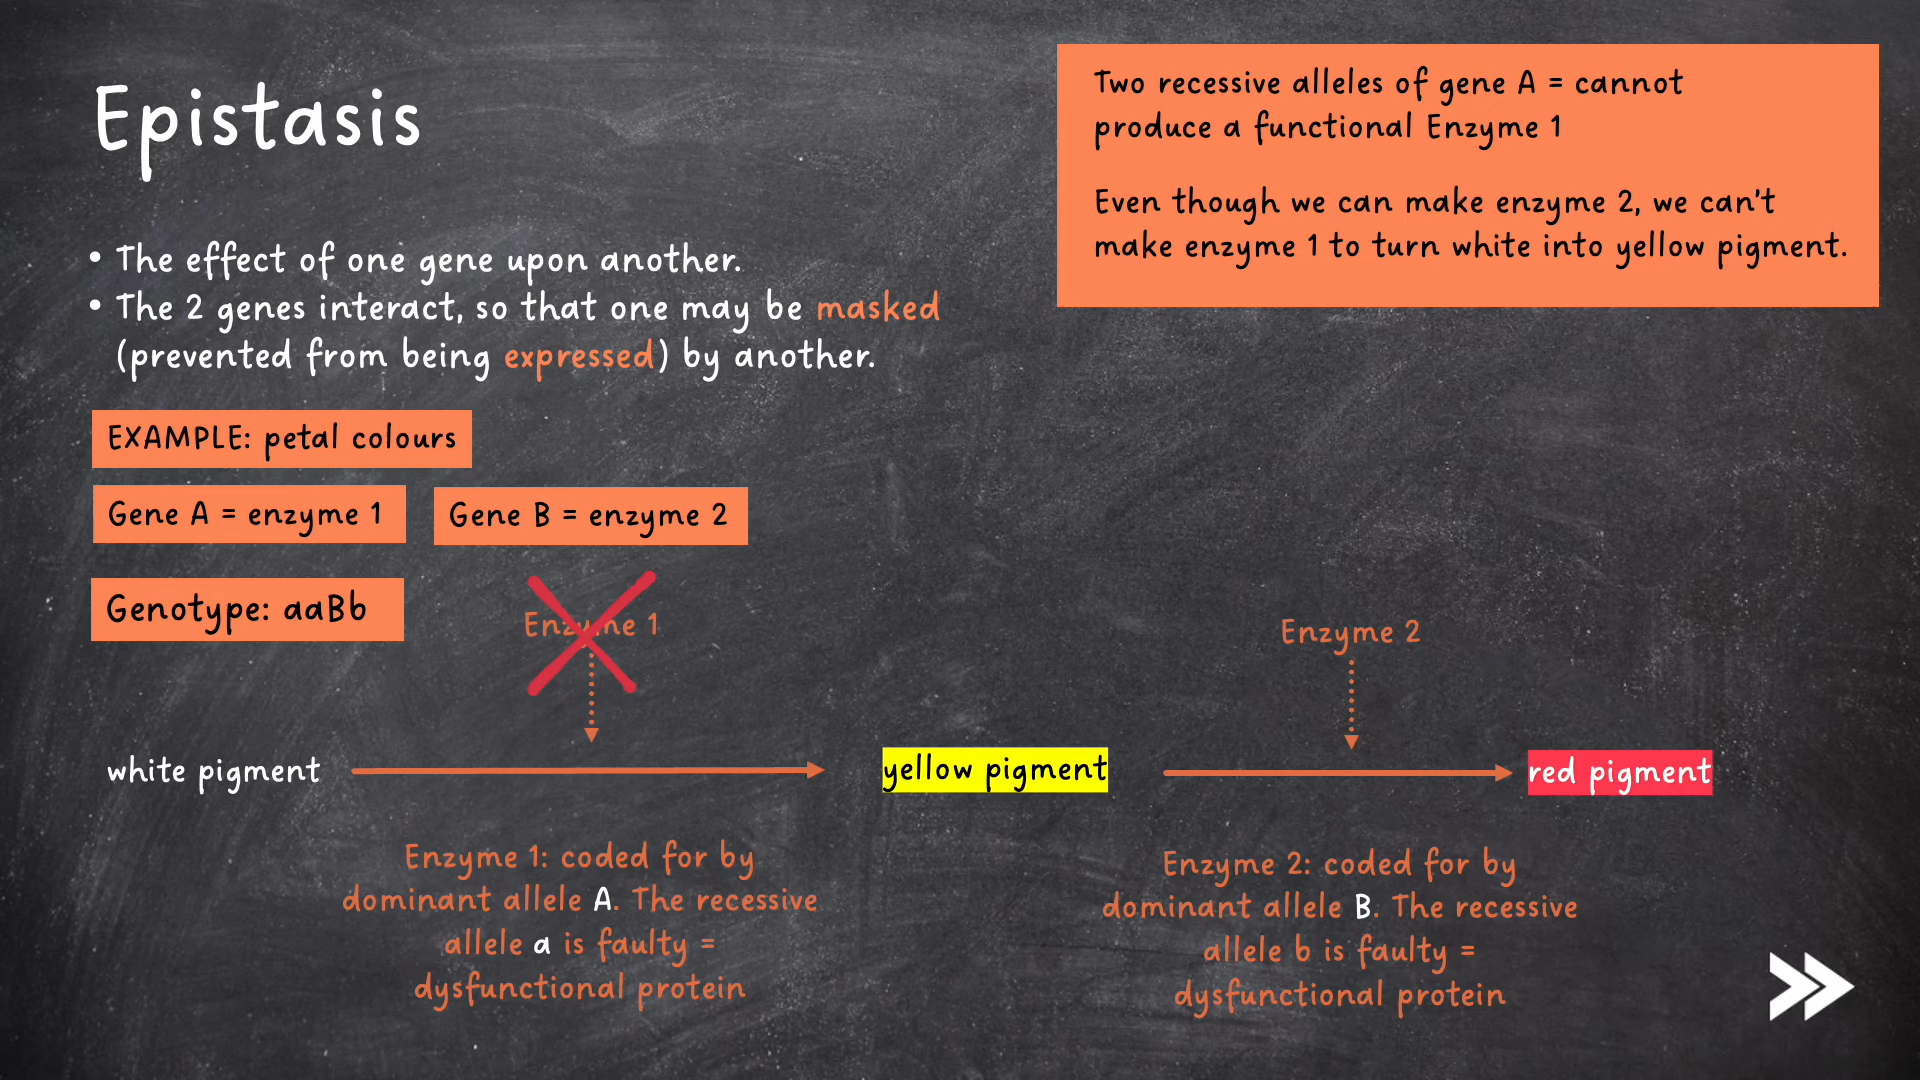 Epistasis
• The effect of one gene upon another.
• The 2 genes interact, so that one may be masked
(prevented from being expressed) by another.
Two recessive alleles of gene A = cannot
produce a functional Enzyme 1
Even though we can make enzyme 2, we can't
make enzyme 1 to turn white into yellow pigment.
EXAMPLE: petal colours
Gene A = enzyme 1
Gene B = enzyme 2
Genotype: aaBb
Enzyme 1
Enzyme 2
white pigment
yellow pigment
red pigment
Enzyme 1: coded for by
dominant allele A. The recessive
allele a is faulty =
dysfunctional protein
Enzyme 2: coded for by
dominant allele B. The recessive
allele b is faulty =
dysfunctional protein